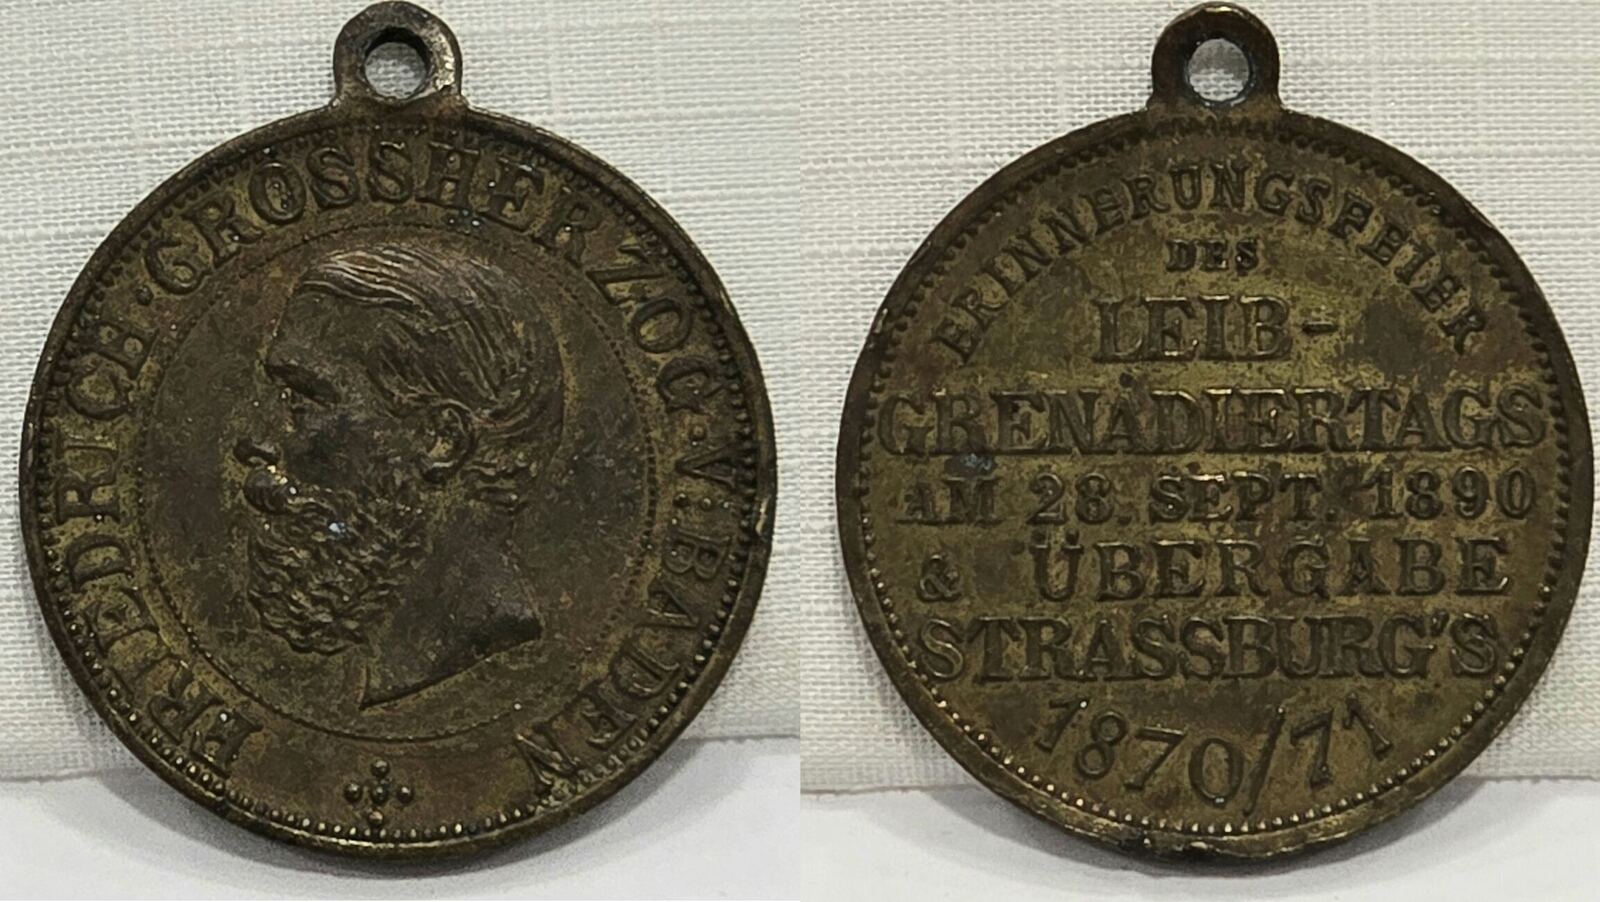 FRIEDRICH · GROSSHERZOG · V · BADEN
ERINNERUNGSFEIER
DES
LEIB-
GRENADIERTAGS
AM 28. SEPT. 1890
& ÜBERGABE
STRASSBURG'S
1870/71